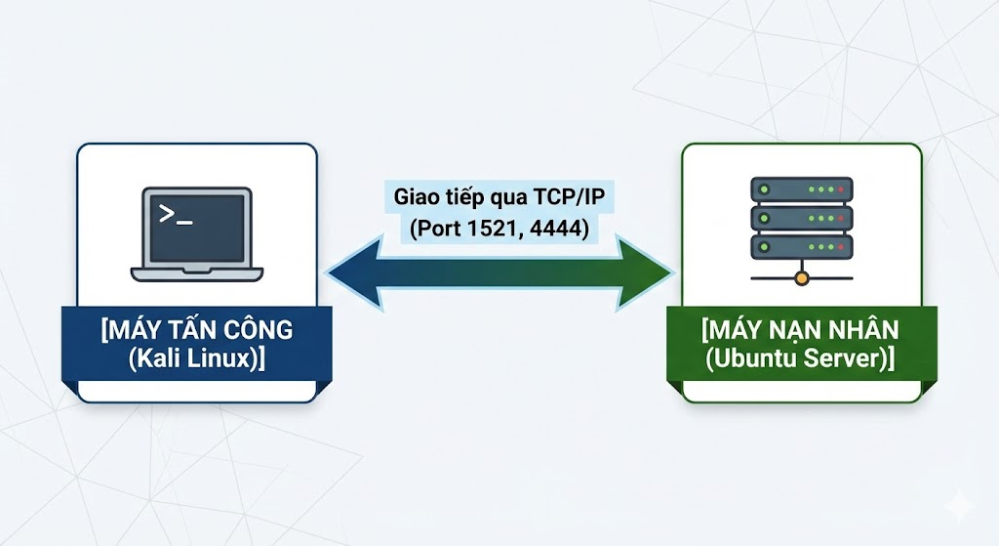 Giao tiếp qua TCP/IP
(Port 1521, 4444)
>_
[MÁY TẤN CÔNG
(Kali Linux)]
[MÁY NẠN NHÂN
(Ubuntu Server)]